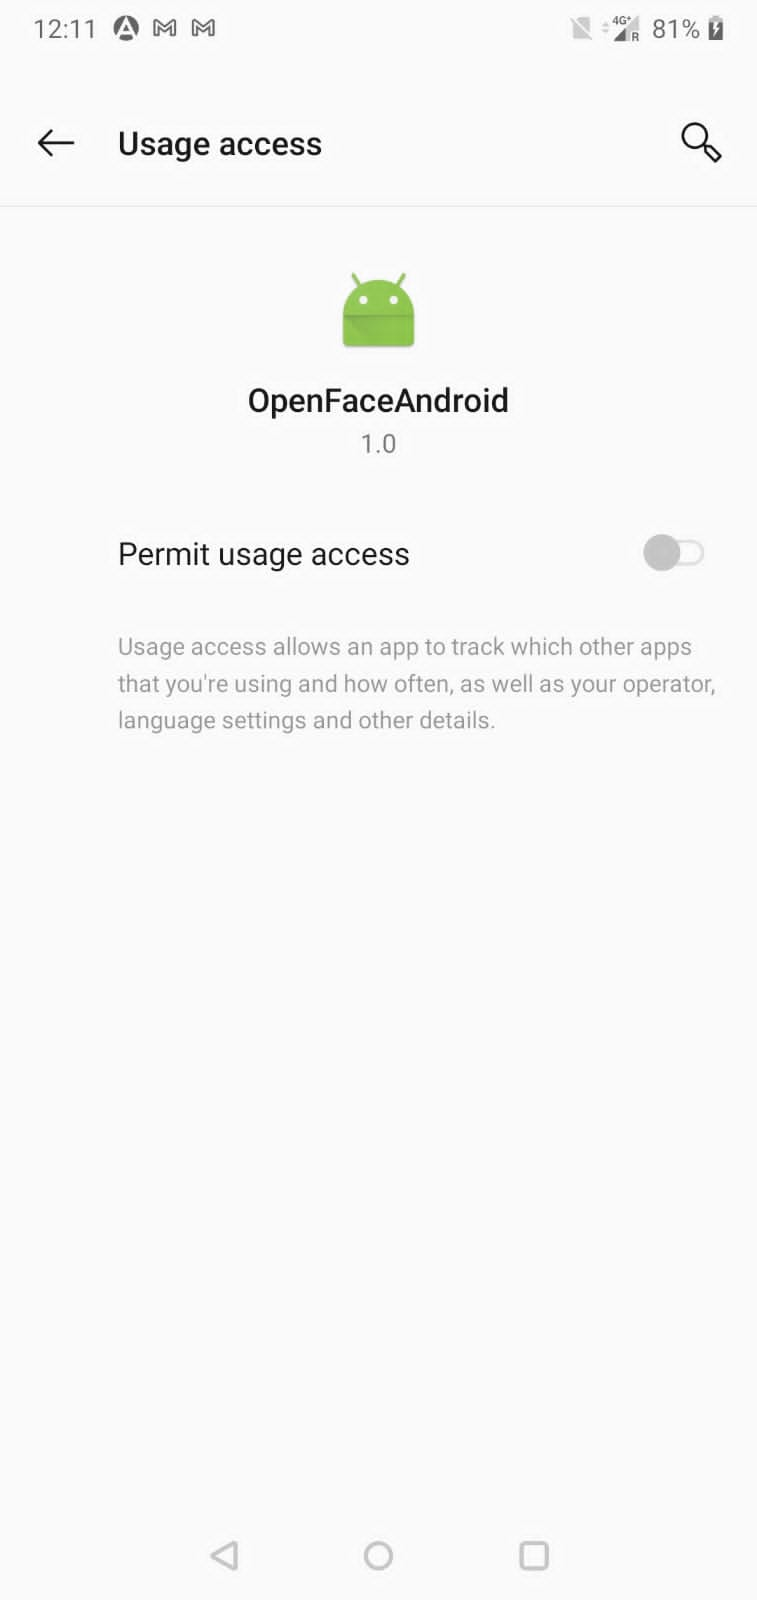 12:11 4G+ R 81%
Usage access
OpenFaceAndroid
1.0
Permit usage access
Usage access allows an app to track which other apps
that you're using and how often, as well as your operator,
language settings and other details.